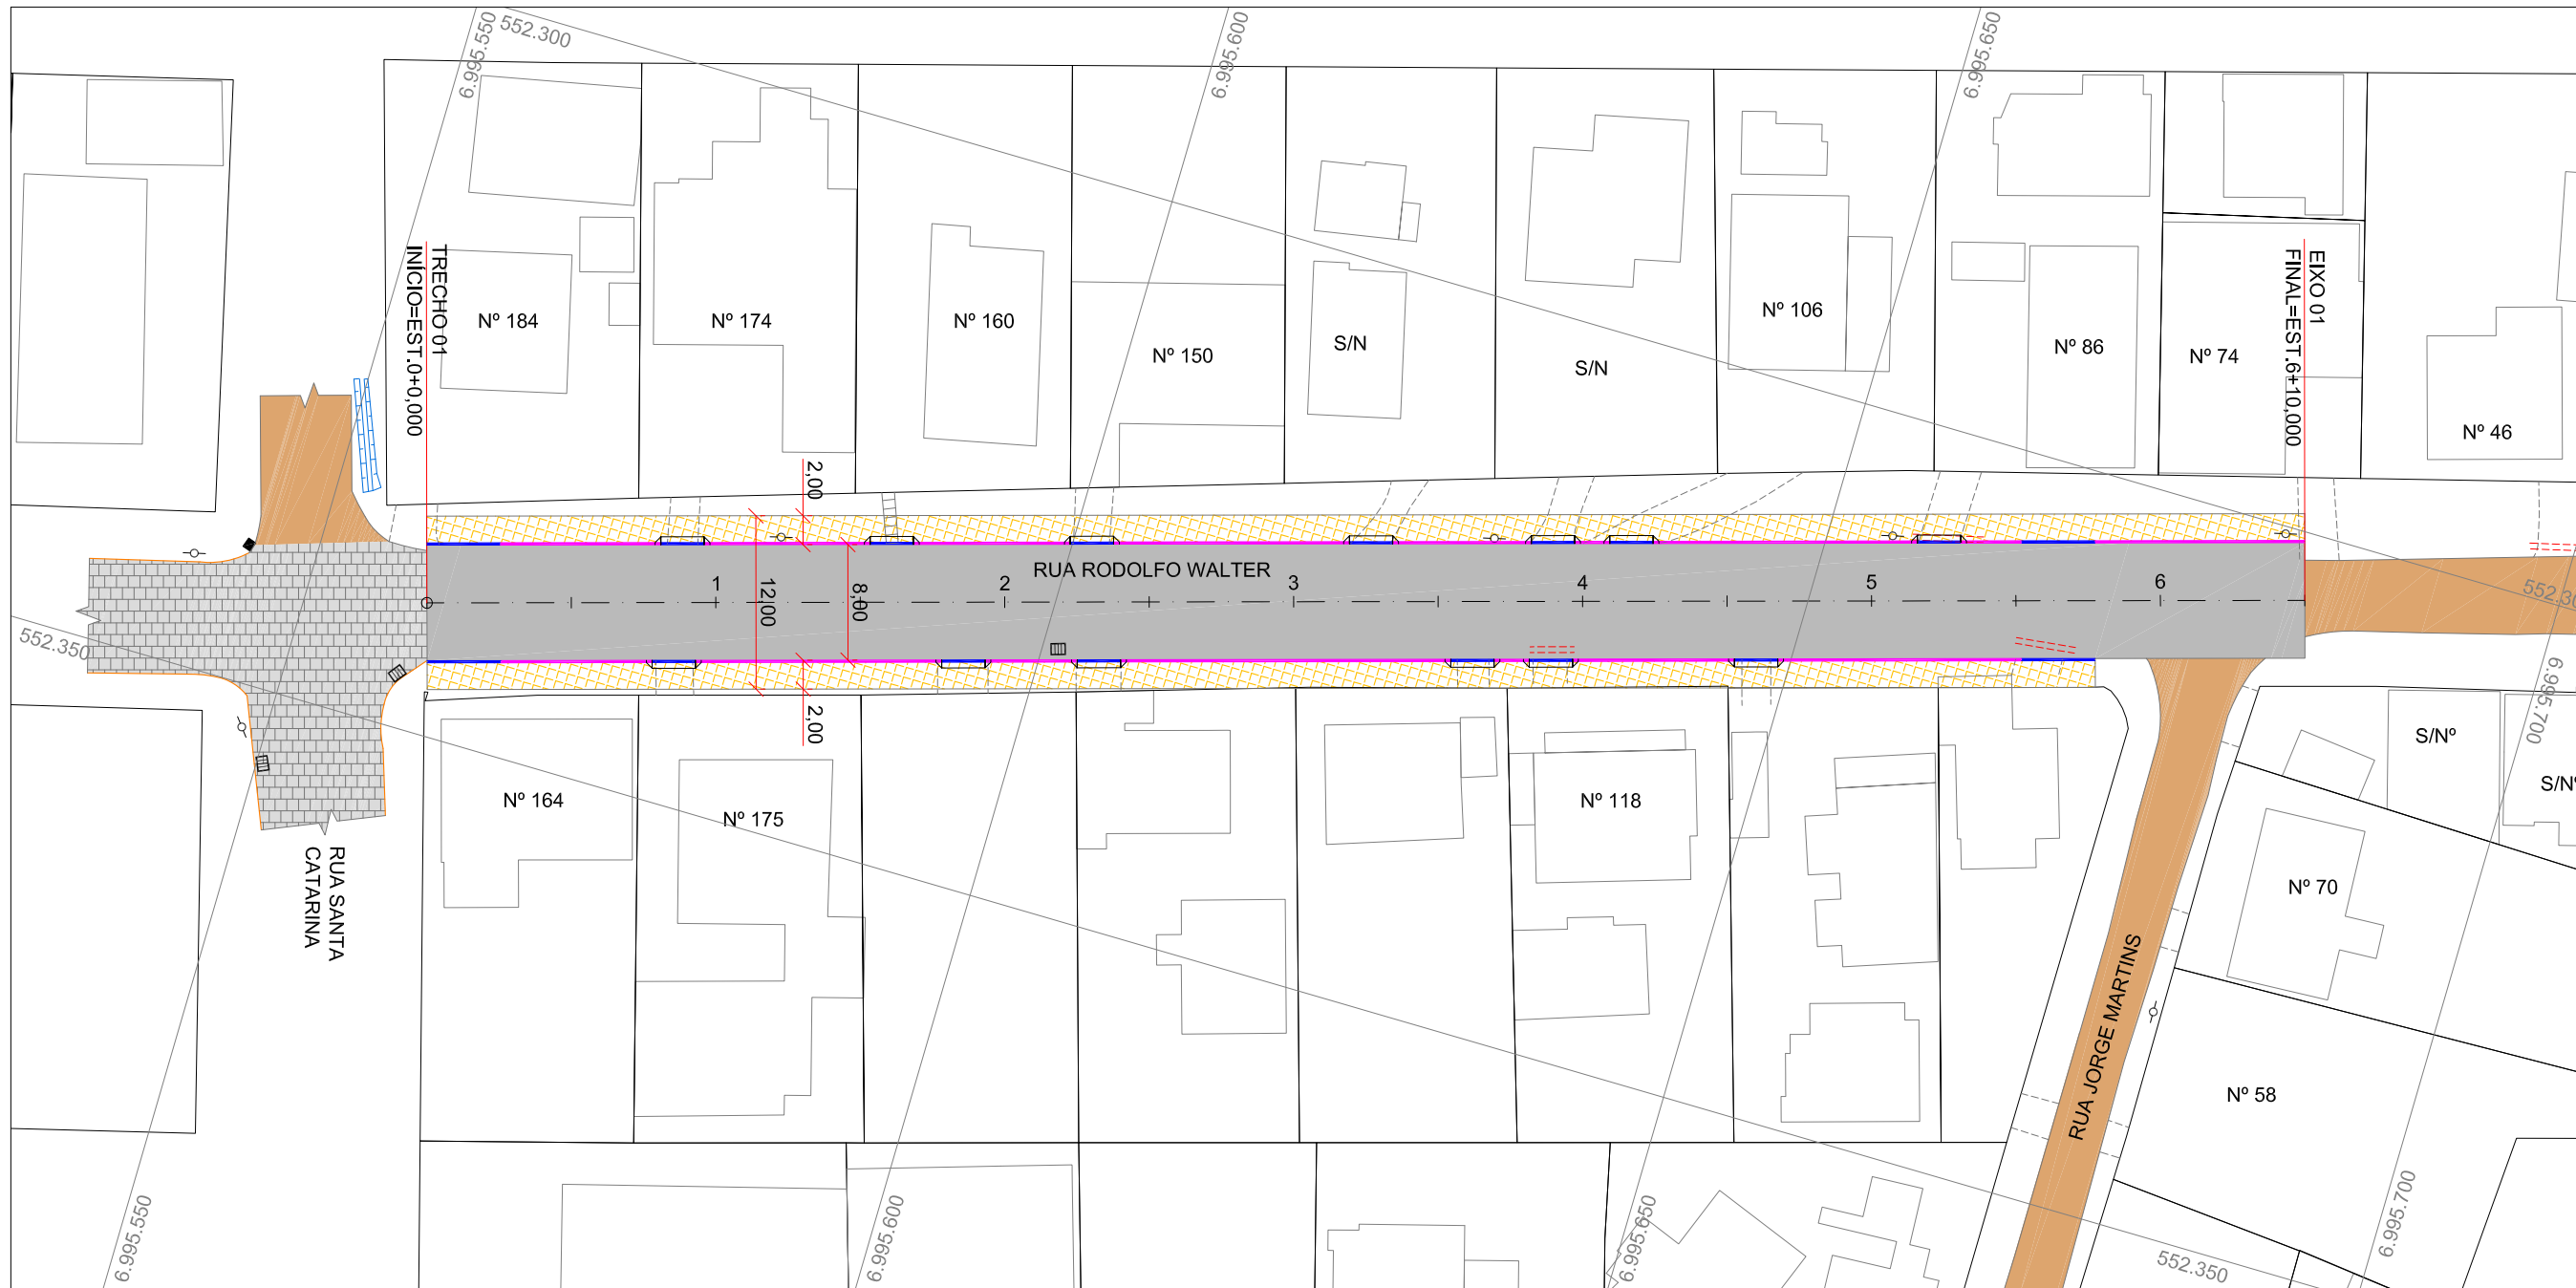 6.995.550
552.300
6.995.600
6.995.650
TRECHO 01
INÍCIO=EST.0+0,000
EIXO 01
FINAL=EST.6+10,000
Nº 184
Nº 174
Nº 160
Nº 150
S/N
S/N
Nº 106
Nº 86
Nº 74
Nº 46
2,00
RUA RODOLFO WALTER
1
2
3
4
5
6
12,00
8,00
552.350
2,00
6.995.700
Nº 164
Nº 175
Nº 118
S/Nº
S/Nº
RUA SANTA
CATARINA
Nº 70
RUA JORGE MARTINS
Nº 58
6.995.550
6.995.600
6.995.650
6.995.700
552.350